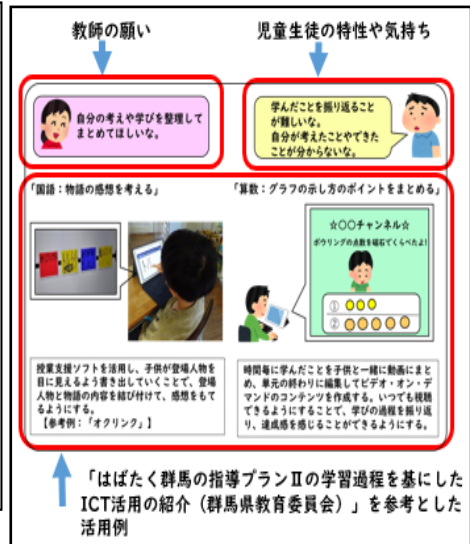 教師の願い
児童生徒の特性や気持ち
自分の考えや学びを整理して
まとめてほしいな。
学んだことを振り返ること
が難しいな。
自分が考えたことやできた
ことが分からないな。
「国語：物語の感想を考える」
「算数：グラフの示し方のポイントをまとめる」
☆〇〇チャンネル☆
ボウリングの点数を磁石でくらべたよ!
①
②
授業支援ソフトを活用し、子供が登場人物を
目に見えるよう書き出していくことで、登場
人物と物語の内容を結び付けて、感想をもて
るようにする。
【参考例：「オクリンク」】
時間毎に学んだことを子供と一緒に動画にまと
め、単元の終わりに編集してビデオ・オン・デ
マンドのコンテンツを作成する。いつでも視聴
できるようにすることで、学びの過程を振り返
り、達成感を感じることができるようにする。
「はばたく群馬の指導プランⅡの学習過程を基にした
ICT活用の紹介（群馬県教育委員会）」を参考とした
活用例